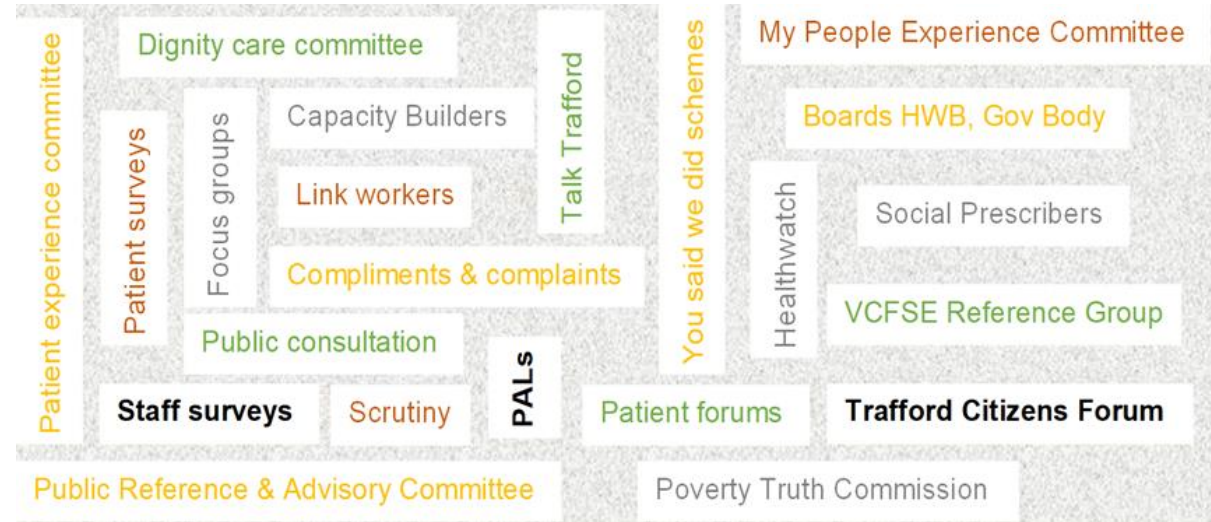 Patient experience committee
Dignity care committee
Patient surveys
Focus groups
Capacity Builders
Link workers
Compliments & complaints
Talk Trafford
Public consultation
Staff surveys
Scrutiny
PALs
You said we did schemes
My People Experience Committee
Boards HWB, Gov Body
Healthwatch
Social Prescribers
VCFSE Reference Group
Patient forums
Trafford Citizens Forum
Public Reference & Advisory Committee
Poverty Truth Commission